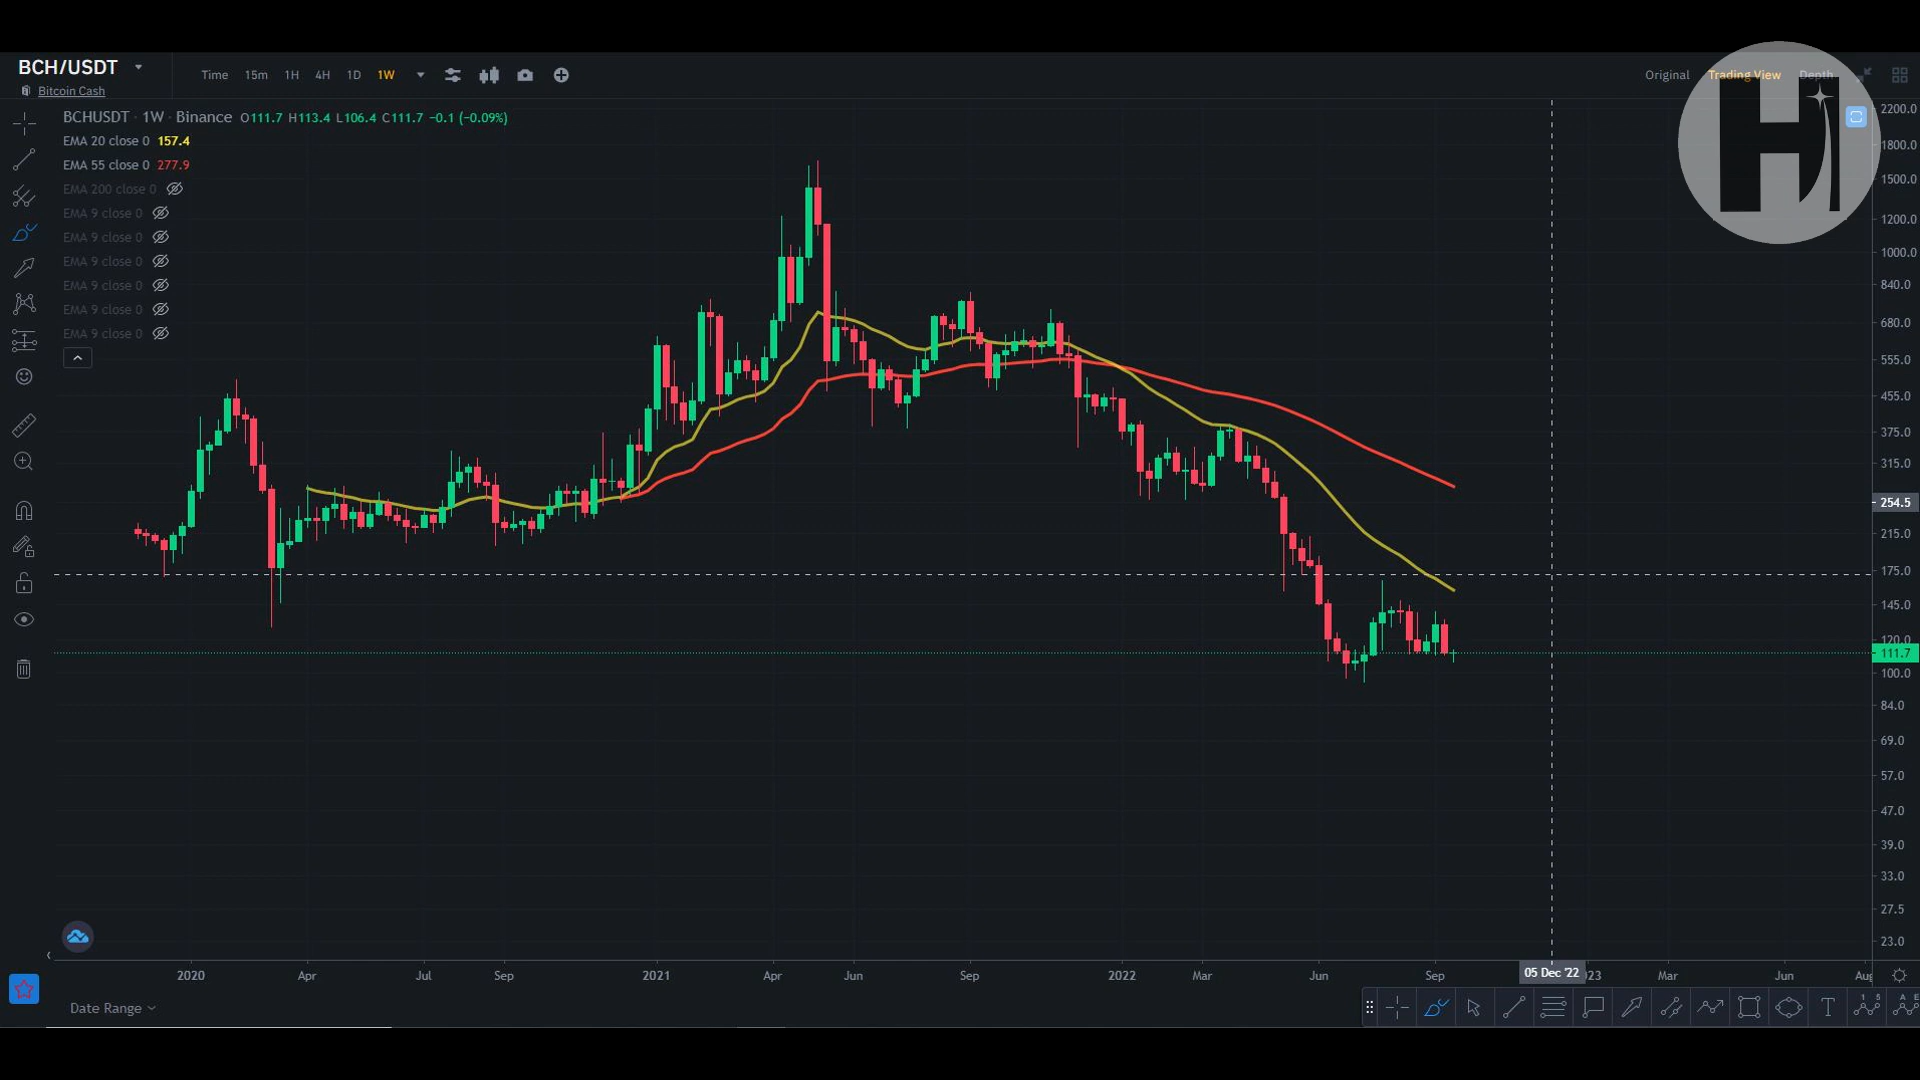 BCH/USDT
Bitcoin Cash
Time 15m 1H 4H 1D 1W
Original Trading View Depth
BCHUSDT · 1W · Binance O111.7 H113.4 L106.4 C111.7 −0.1 (−0.09%)
EMA 20 close 0 157.4
EMA 55 close 0 277.9
EMA 200 close 0
EMA 9 close 0
EMA 9 close 0
EMA 9 close 0
EMA 9 close 0
EMA 9 close 0
EMA 9 close 0
H
2200.0
1800.0
1500.0
1200.0
1000.0
840.0
680.0
555.0
455.0
375.0
315.0
254.5
215.0
175.0
145.0
120.0
111.7
100.0
84.0
69.0
57.0
47.0
39.0
33.0
27.5
23.0
2020 Apr Jul Sep 2021 Apr Jun Sep 2022 Mar Jun Sep 05 Dec '22 023 Mar Jun Aug
Date Range
T